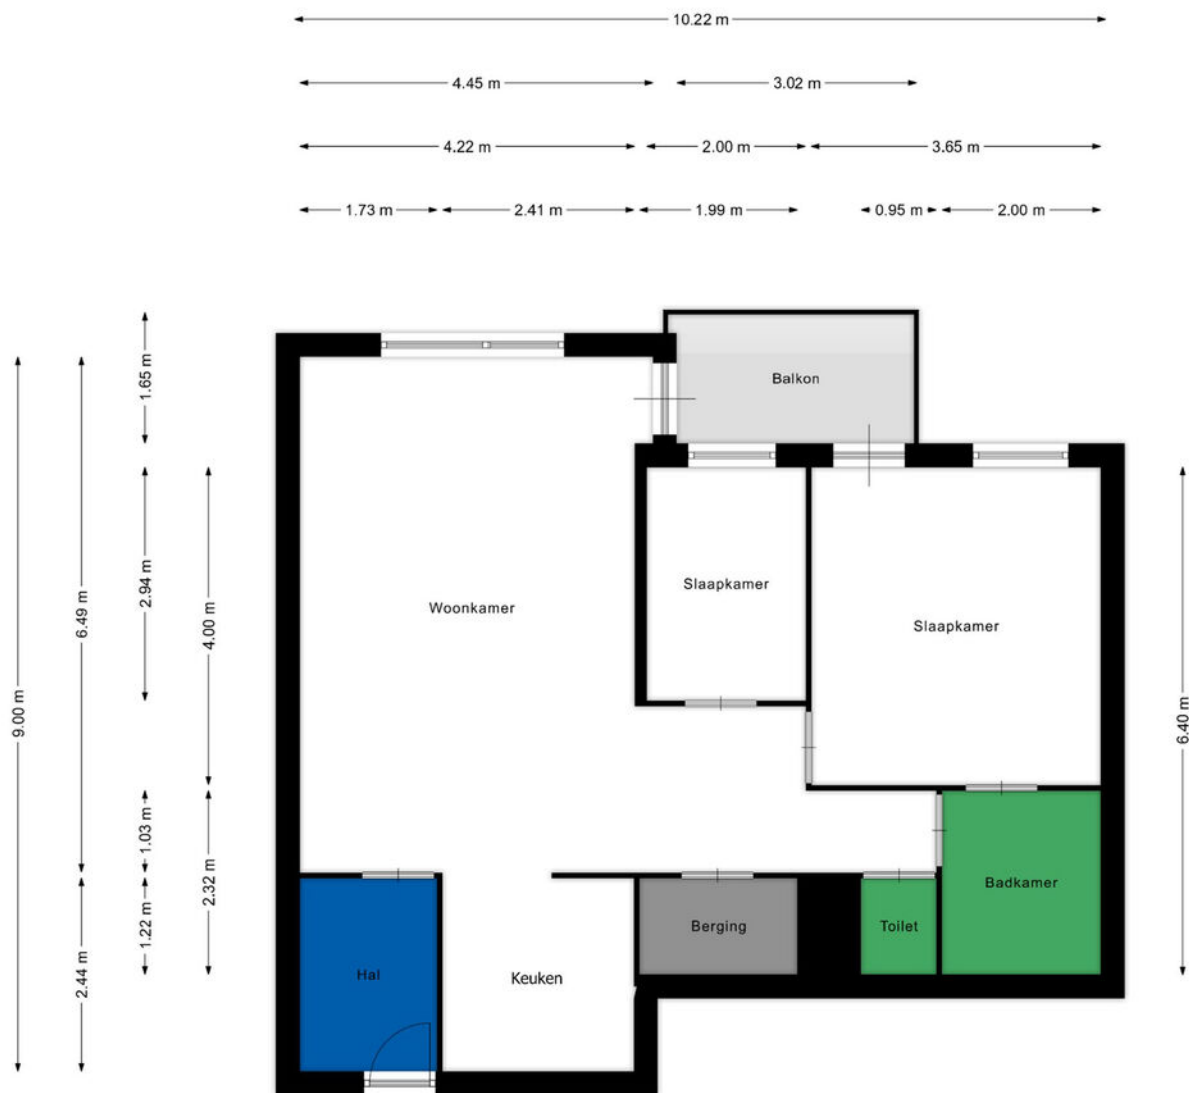 10.22 m
4.45 m
3.02 m
4.22 m
2.00 m
3.65 m
1.73 m
2.41 m
1.99 m
0.95 m
2.00 m
1.65 m
Balkon
9.00 m
6.49 m
2.94 m
4.00 m
Woonkamer
Slaapkamer
Slaapkamer
6.40 m
1.03 m
2.32 m
1.22 m
2.44 m
Badkamer
Berging
Toilet
Hal
Keuken